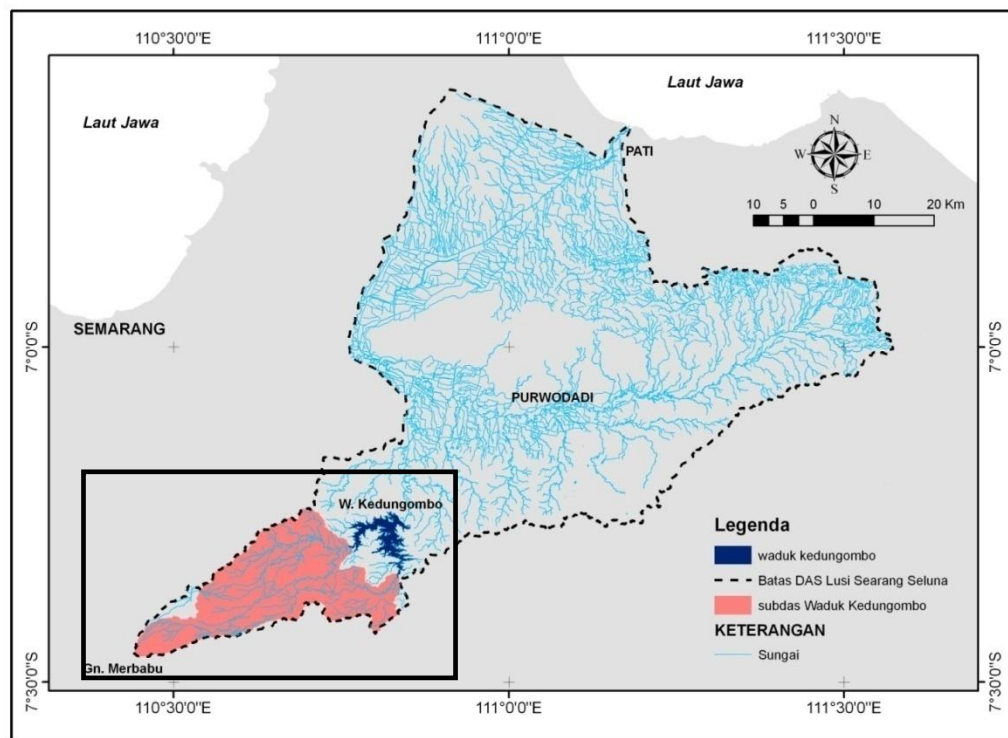 110°30'0"E
111°0'0"E
111°30'0"E
Laut Jawa
Laut Jawa
N
W E
S
PATI
10 5 0 10 20 Km
SEMARANG
7°0'0"S
7°0'0"S
PURWODADI
W. Kedungombo
Legenda
waduk kedungombo
Batas DAS Lusi Searang Seluna
subdas Waduk Kedungombo
KETERANGAN
Sungai
Gn. Merbabu
7°30'0"S
7°30'0"S
110°30'0"E
111°0'0"E
111°30'0"E